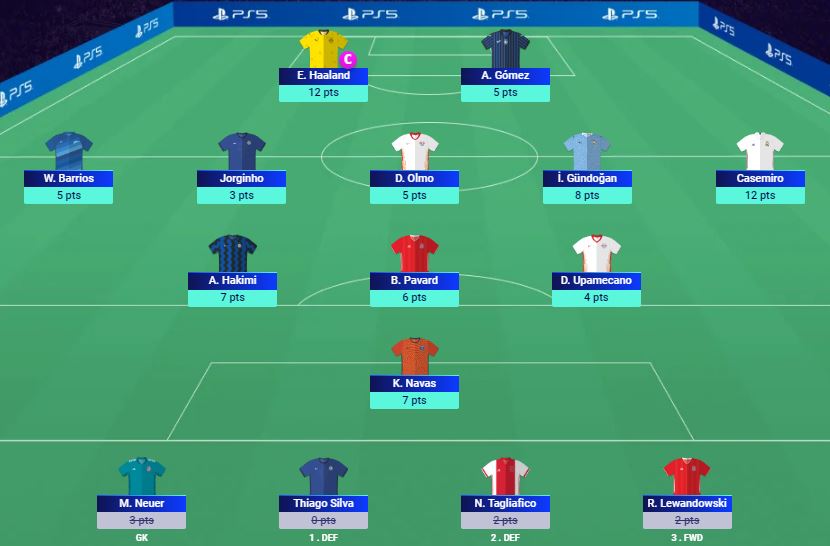 PS5 PS5 PS5
PS5 PS5
PS5 PS5
PS5
C
E. Haaland A. Gómez
12 pts 5 pts
W. Barrios Jorginho D. Olmo İ. Gündoğan Casemiro
5 pts 3 pts 5 pts 8 pts 12 pts
A. Hakimi B. Pavard D. Upamecano
7 pts 6 pts 4 pts
K. Navas
7 pts
M. Neuer Thiago Silva N. Tagliafico R. Lewandowski
3 pts 0 pts 2 pts 2 pts
GK 1. DEF 2. DEF 3. FWD